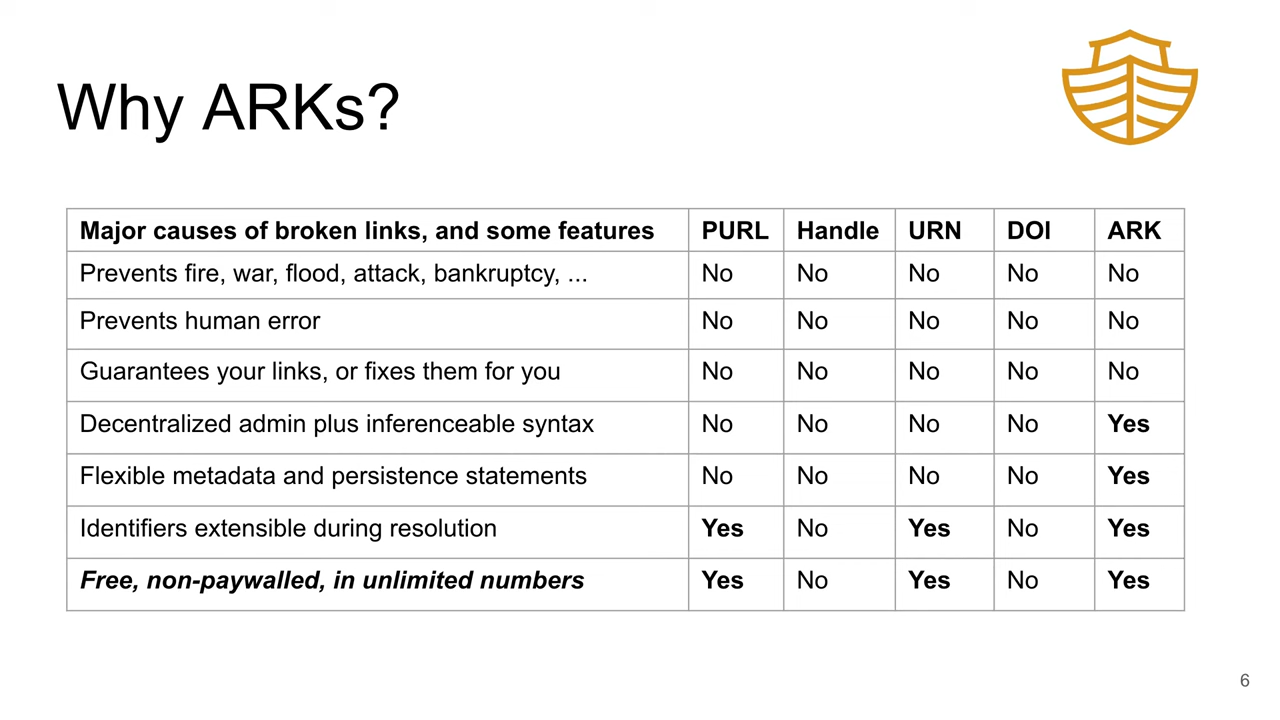 Why ARKs?
Major causes of broken links, and some features PURL Handle URN DOI ARK
Prevents fire, war, flood, attack, bankruptcy, ... No No No No No
Prevents human error No No No No No
Guarantees your links, or fixes them for you No No No No No
Decentralized admin plus inferenceable syntax No No No No Yes
Flexible metadata and persistence statements No No No No Yes
Identifiers extensible during resolution Yes No Yes No Yes
Free, non-paywalled, in unlimited numbers Yes No Yes No Yes
6